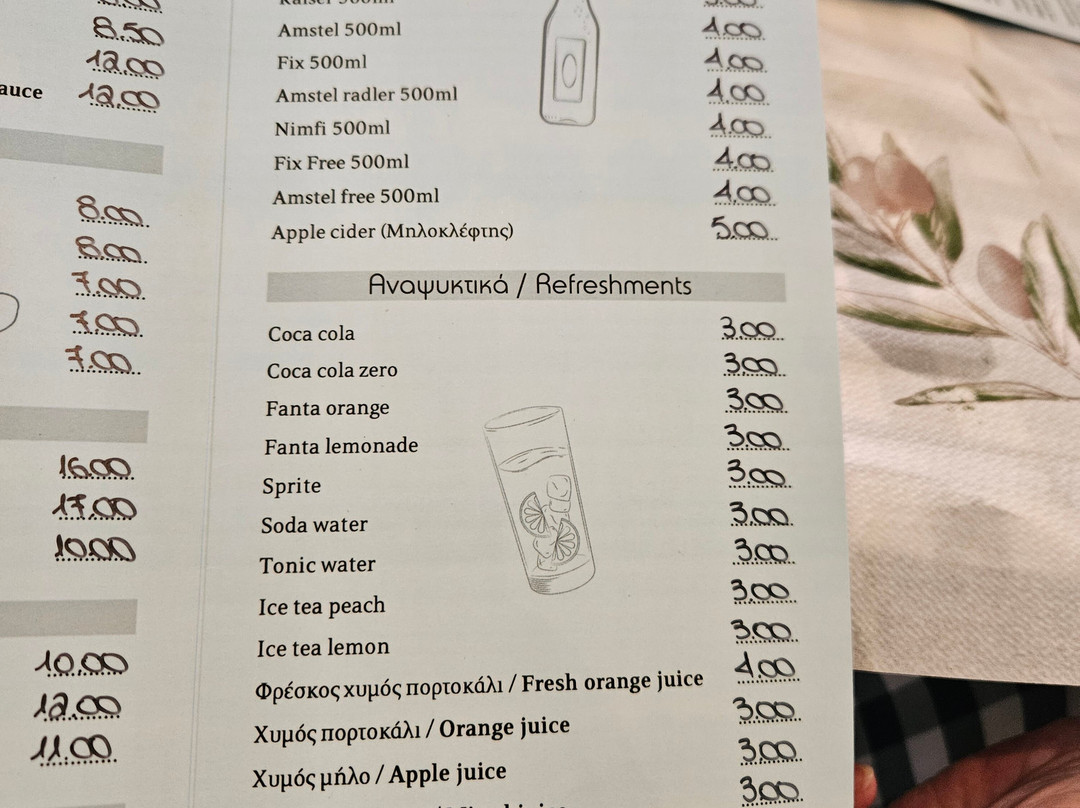 8.50
12.00
auce 12.00
8.00
8.00
7.00
7.00
7.00
16.00
17.00
10.00
10.00
12.00
11.00
Kaiser 500ml
Amstel 500ml 4.00
Fix 500ml 4.00
Amstel radler 500ml 4.00
Nimfi 500ml 4.00
Fix Free 500ml 4.00
Amstel free 500ml 4.00
Apple cider (Μηλοκλέφτης) 5.00
Αναψυκτικά / Refreshments
Coca cola 3.00
Coca cola zero 3.00
Fanta orange 3.00
Fanta lemonade 3.00
Sprite 3.00
Soda water 3.00
Tonic water 3.00
Ice tea peach 3.00
Ice tea lemon 3.00
Φρέσκος χυμός πορτοκάλι / Fresh orange juice 4.00
Χυμός πορτοκάλι / Orange juice 3.00
Χυμός μήλο / Apple juice 3.00
3.00